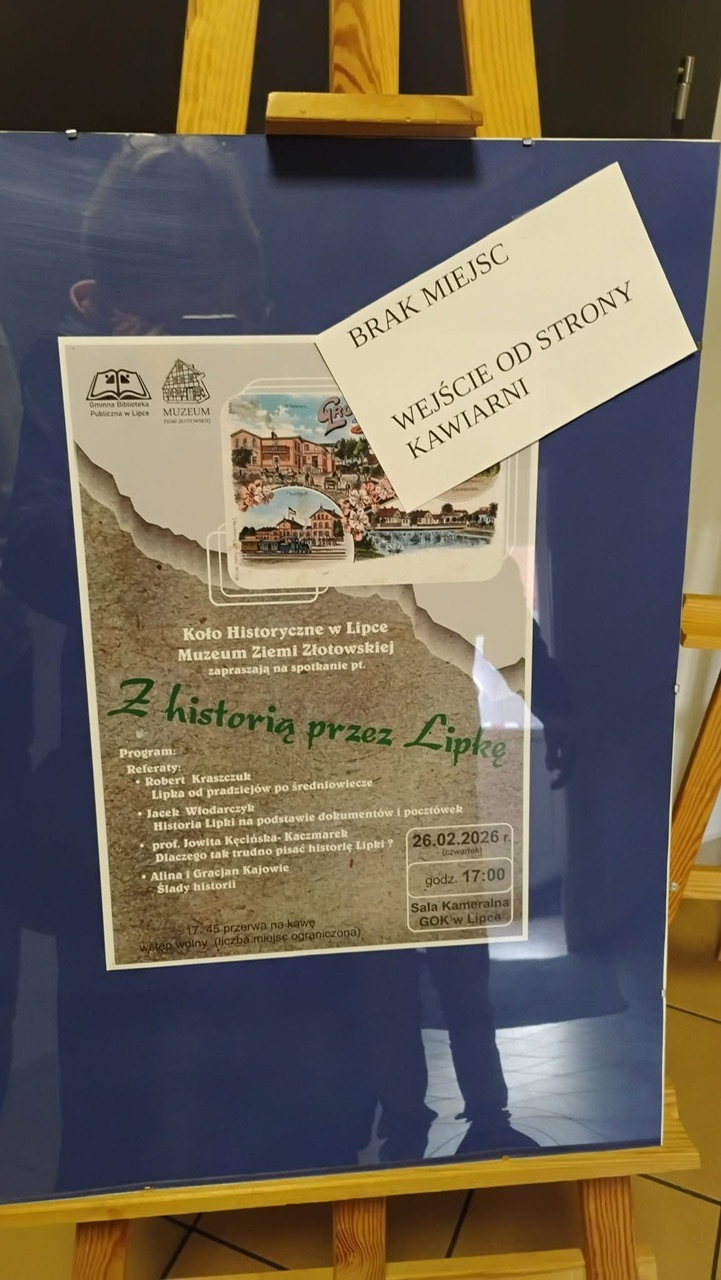 BRAK MIEJSC
WEJŚCIE OD STRONY
KAWIARNI
Gminna Biblioteka
Publiczna w Lipce
MUZEUM
ZIEMI ZŁOTOWSKIEJ
Koło Historyczne w Lipce
Muzeum Ziemi Złotowskiej
zapraszają na spotkanie pt.
Z historią przez Lipkę
Program:
Referaty:
• Robert Kraszczuk
Lipka od pradziejów po średniowiecze
• Jacek Włodarczyk
Historia Lipki na podstawie dokumentów i pocztówek
• prof. Jowita Kęcińska- Kaczmarek
Dlaczego tak trudno pisać historię Lipki ?
• Alina i Gracjan Kajowie
Ślady historii
26.02.2026 r.
(czwartek)
godz. 17:00
Sala Kameralna
GOK w Lipce
17. 45 przerwa na kawę
wstęp wolny (liczba miejsc ograniczona)